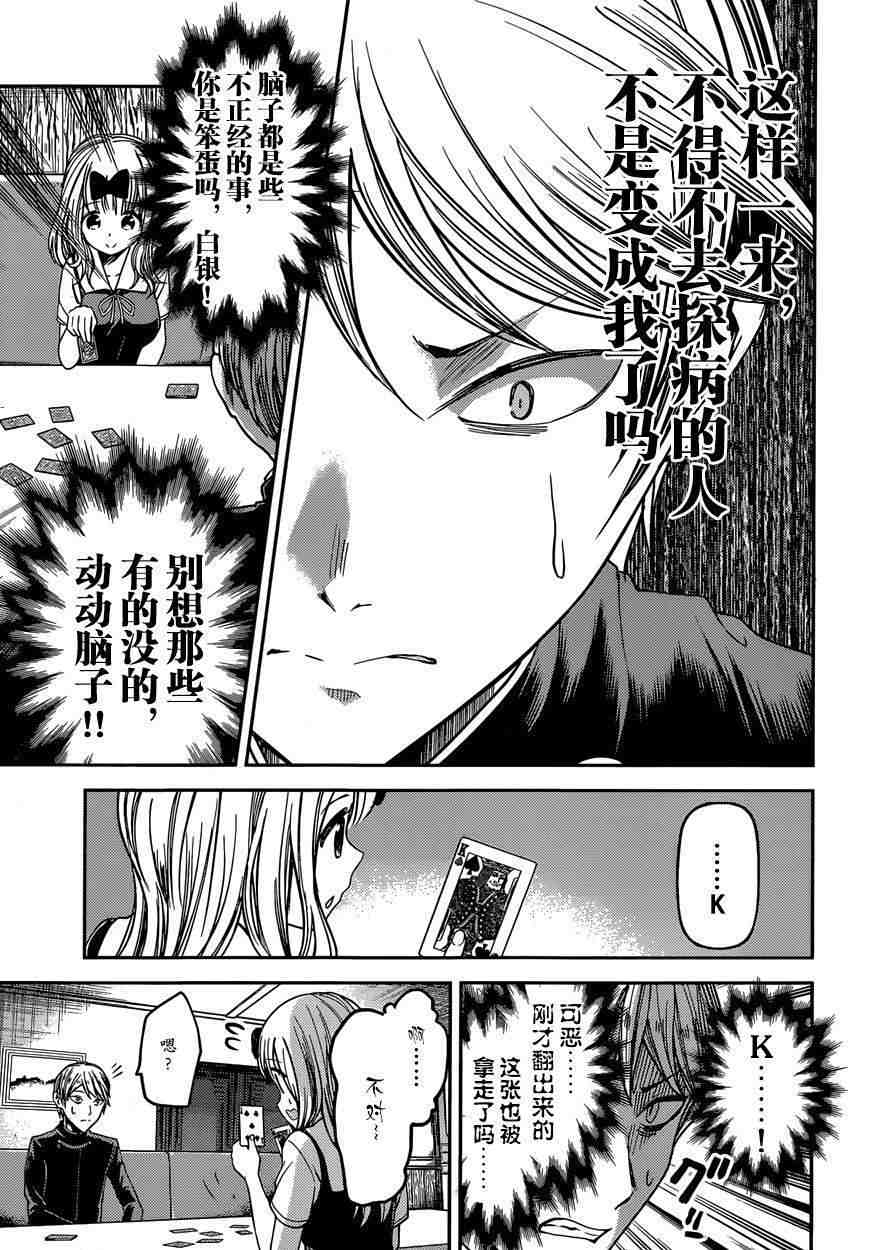 这样一来，
不得不去探病的人
不是变成我了吗
脑子都是些
不正经的事，
你是笨蛋吗，白银！
别想那些
有的没的，
动动脑子!!
K
……
K
K……！
可恶……
刚才翻出来的
这张也被
拿走了吗……
グググ
不对~
嗯?